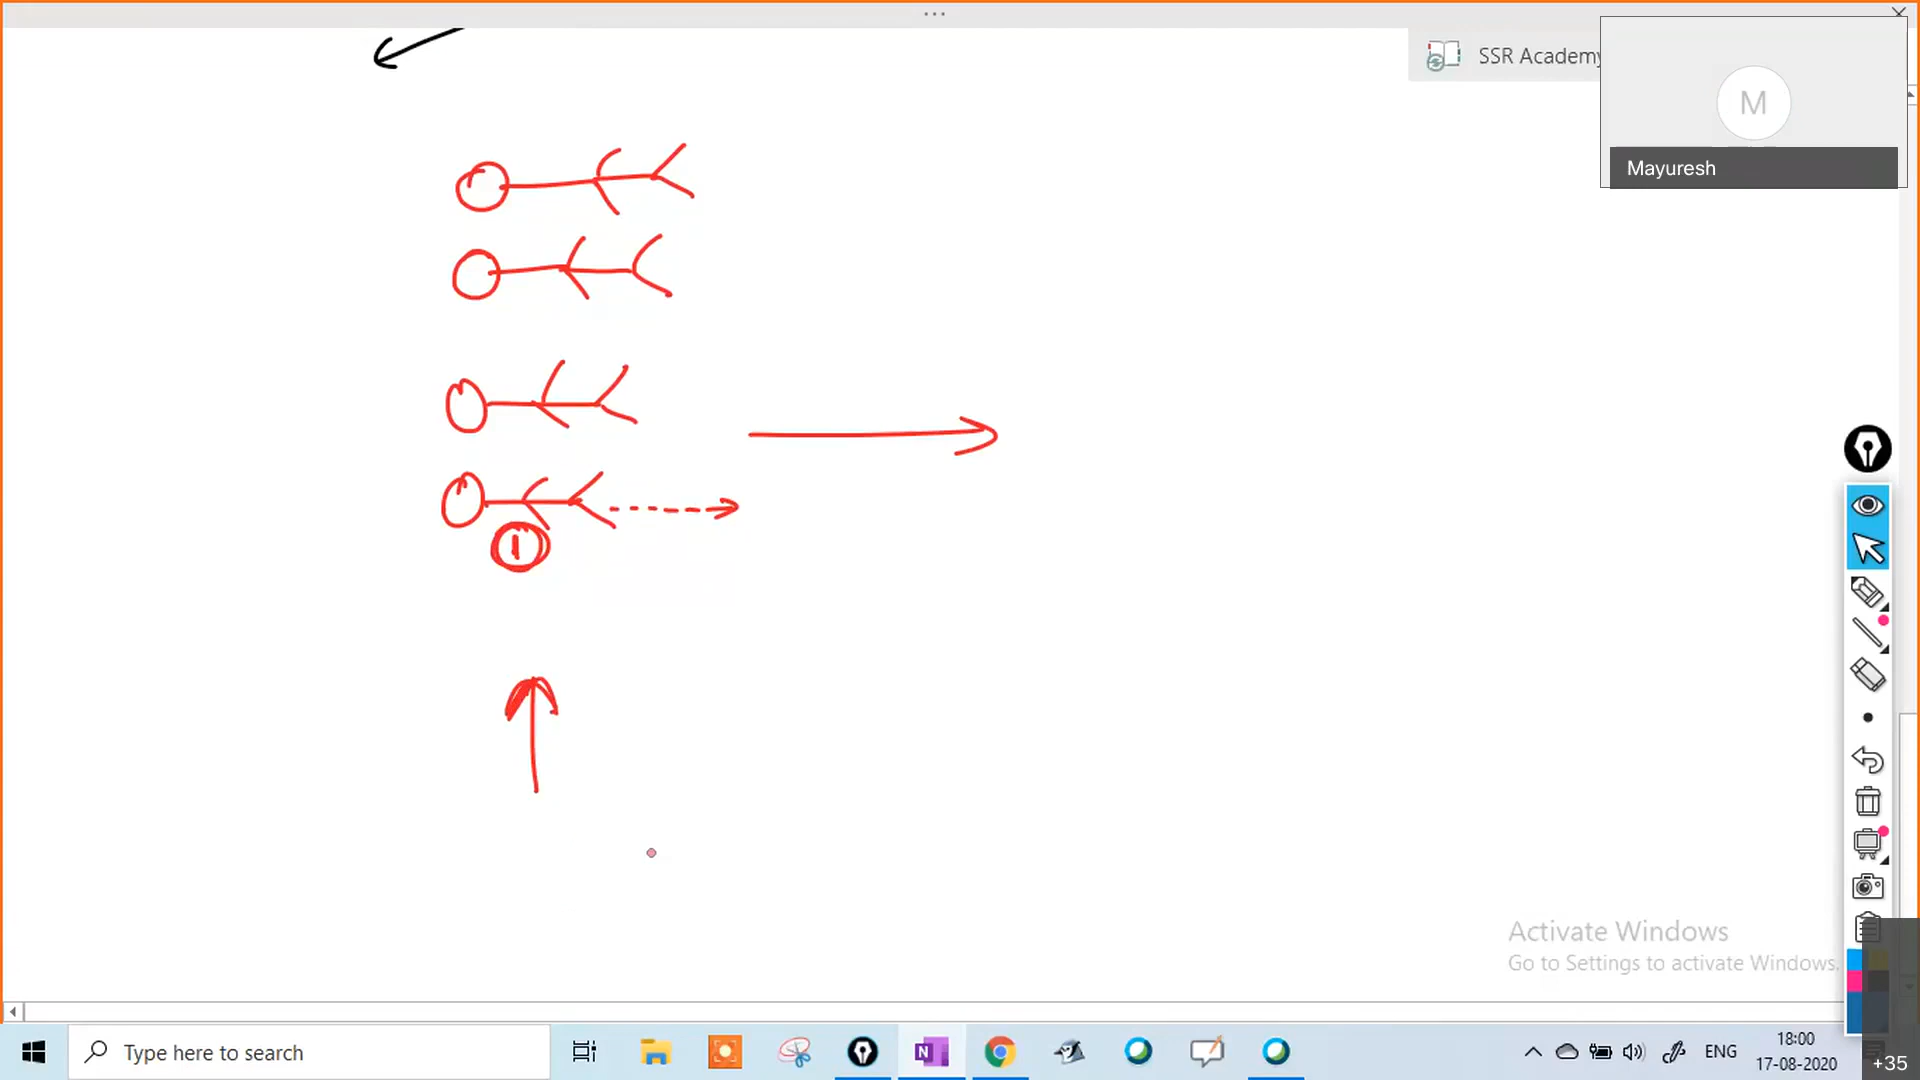 SSR Academy
M
Mayuresh
1
Activate Windows
Go to Settings to activate Windows.
Type here to search
N
ENG
18:00
17-08-2020
+35